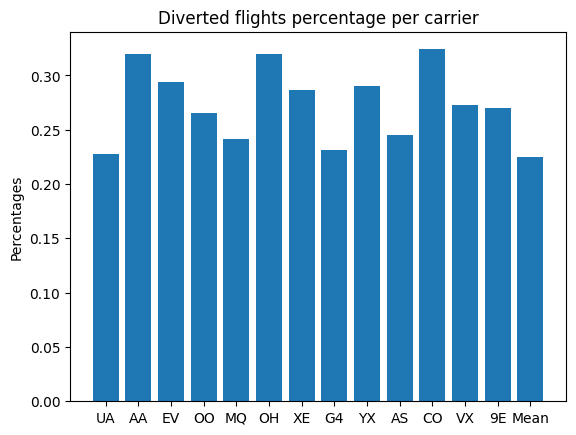 Diverted flights percentage per carrier
Percentages
0.30
0.25
0.20
0.15
0.10
0.05
0.00
UA AA EV OO MQ OH XE G4 YX AS CO VX 9E Mean